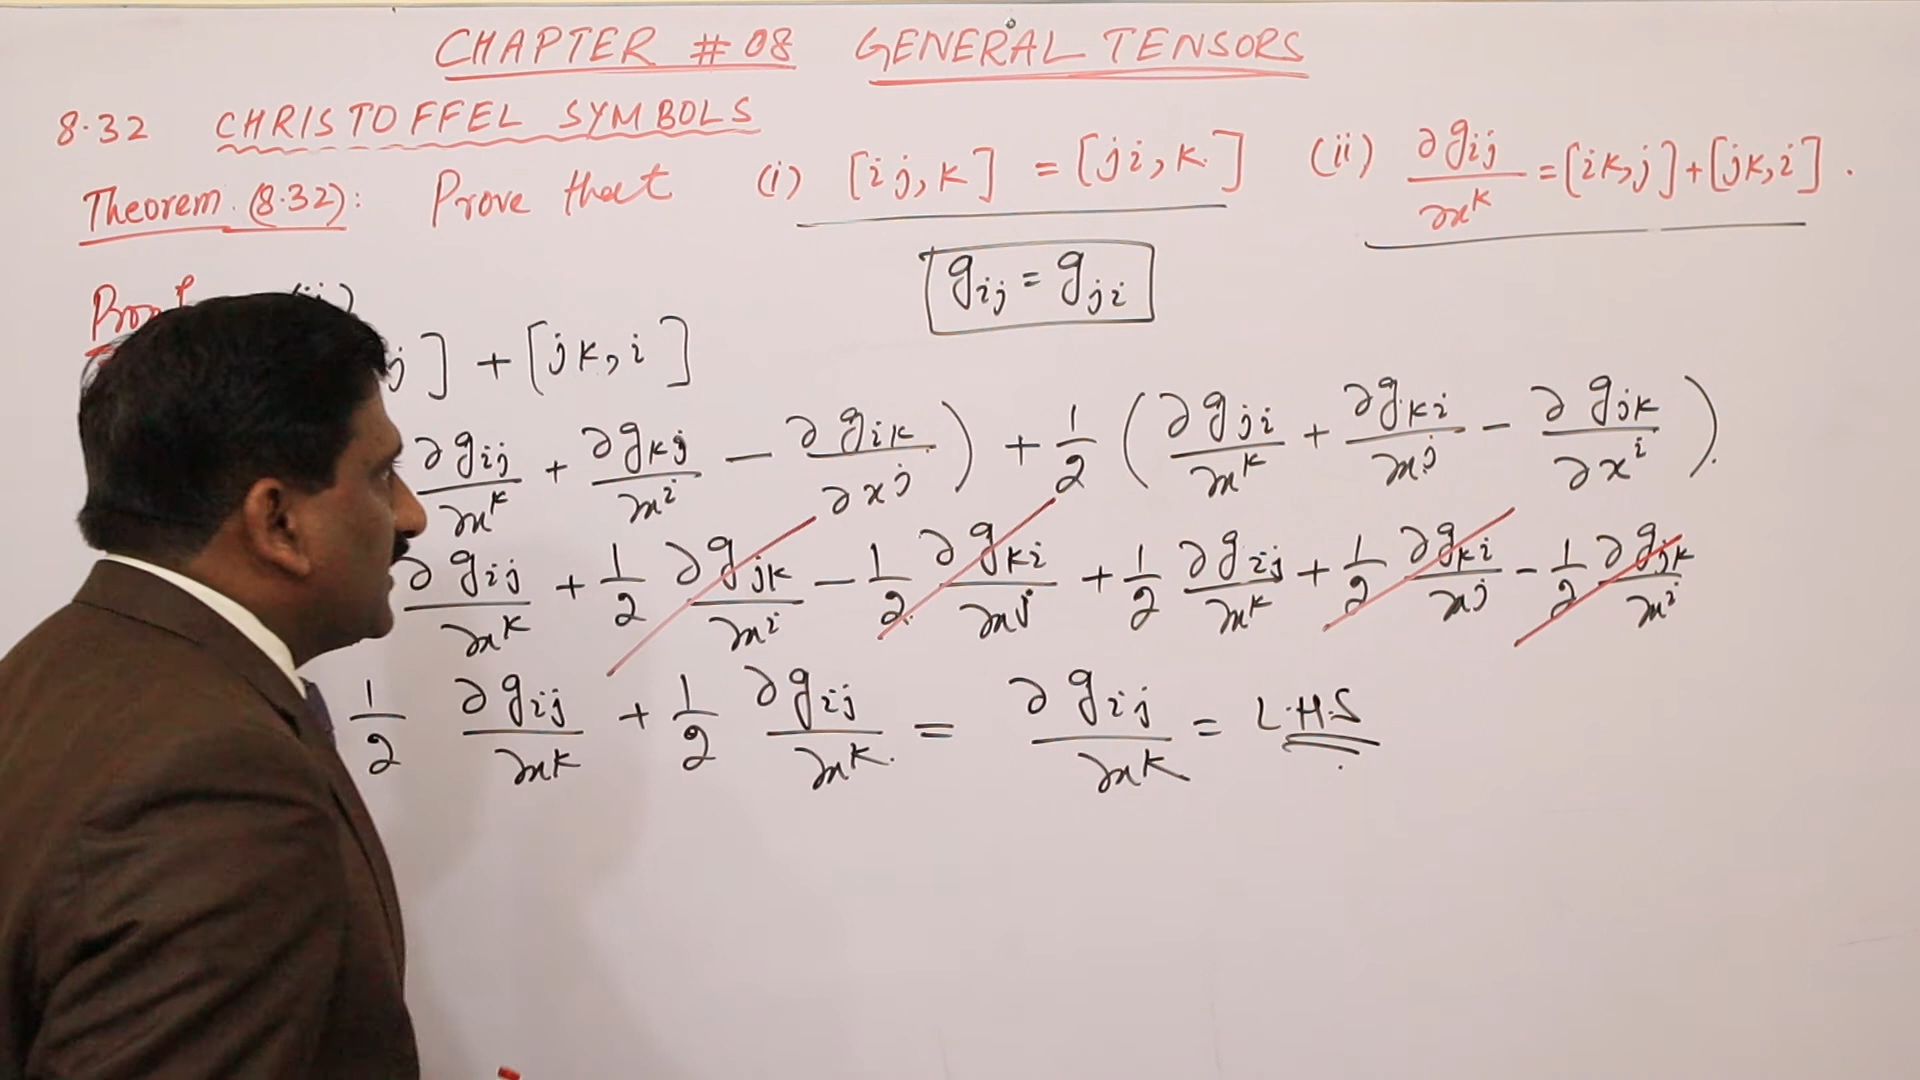 CHAPTER # 08 GENERAL TENSORS
8.32 CHRISTOFFEL SYMBOLS
Theorem (8.32): Prove that (i) [ij,k] = [ji,k] (ii) ∂gij/∂x^k = [ik,j] + [jk,i].
gij = gji
Proof (ii)
j] + [jk,i]
∂gij/∂x^k + ∂gkj/∂x^i − ∂gik/∂x^j) + 1/2 (∂gji/∂x^k + ∂gki/∂x^j − ∂gjk/∂x^i).
∂gij/∂x^k + 1/2 ∂gjk/∂x^i − 1/2 ∂gki/∂x^j + 1/2 ∂gij/∂x^k + 1/2 ∂gki/∂x^j − 1/2 ∂gjk/∂x^i
1/2 ∂gij/∂x^k + 1/2 ∂gij/∂x^k = ∂gij/∂x^k = L.H.S